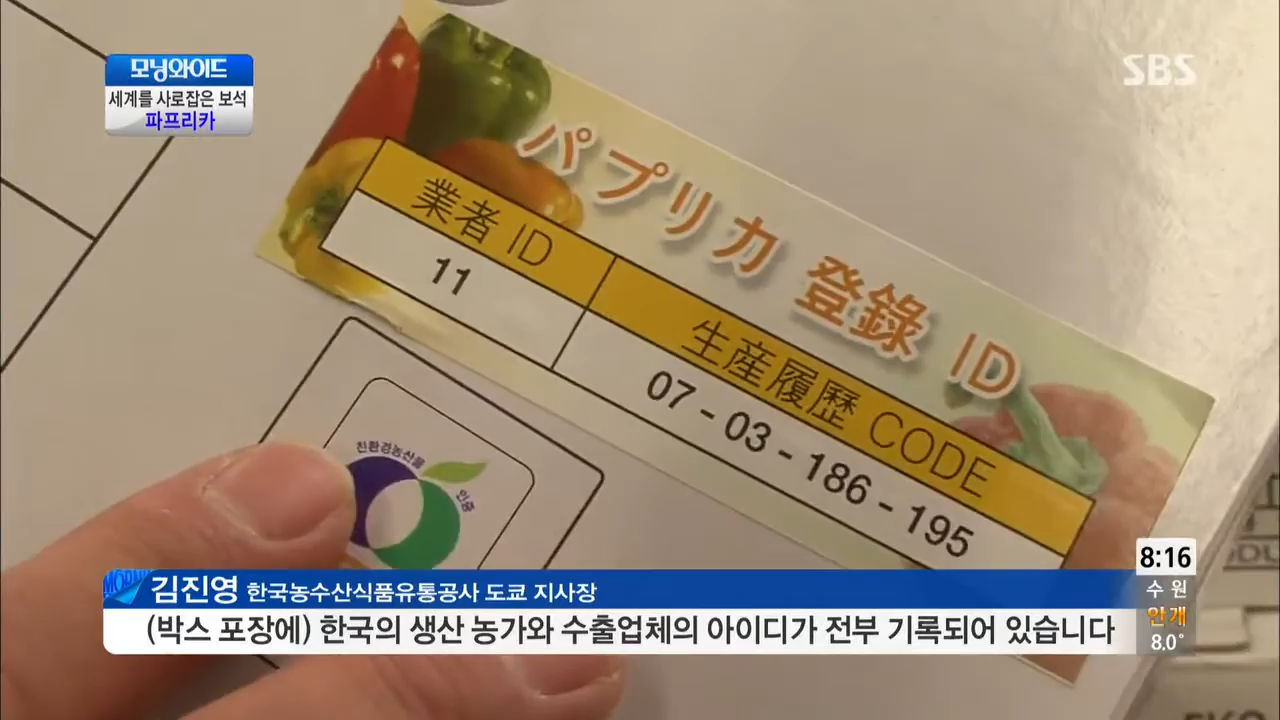 모닝와이드
세계를 사로잡은 보석
파프리카
SBS
パプリカ 登錄 ID
業者 ID
11
生産履歴 CODE
07 - 03 - 186 - 195
친환경농산물
인증
8:16
수원
안개
8.0°
김진영 한국농수산식품유통공사 도쿄 지사장
(박스 포장에) 한국의 생산 농가와 수출업체의 아이디가 전부 기록되어 있습니다